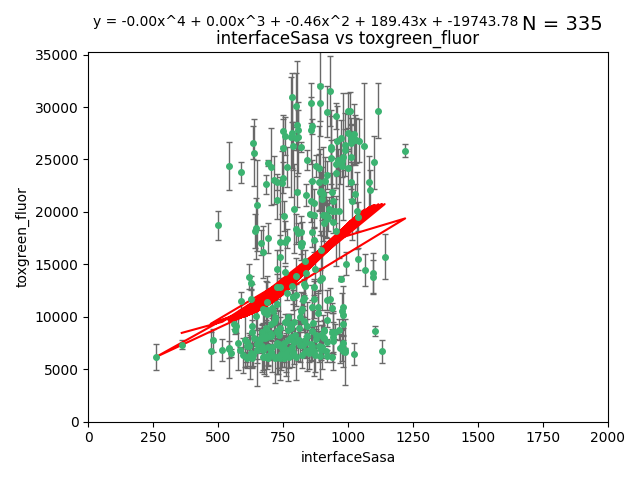 y = -0.00x^4 + 0.00x^3 + -0.46x^2 + 189.43x + -19743.78 N = 335
interfaceSasa vs toxgreen_fluor
35000
30000
25000
20000
15000
10000
5000
0
toxgreen_fluor
0 250 500 750 1000 1250 1500 1750 2000
interfaceSasa